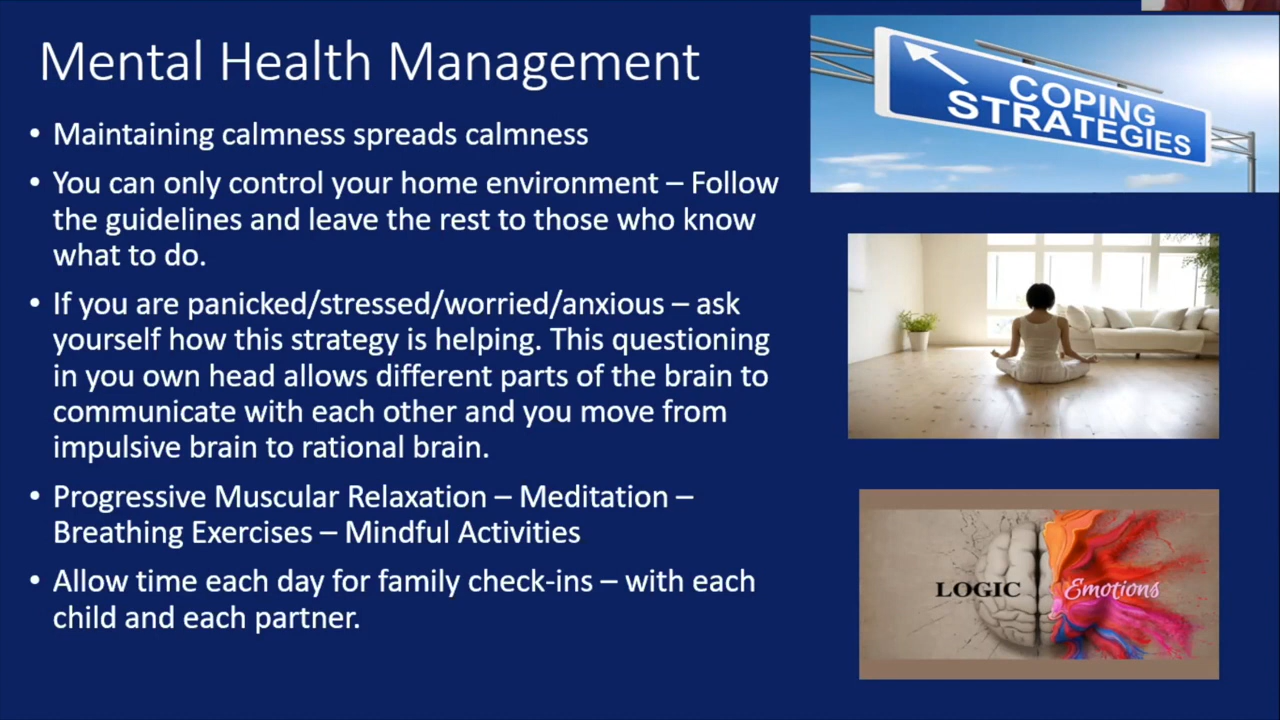 Mental Health Management
• Maintaining calmness spreads calmness
• You can only control your home environment – Follow
the guidelines and leave the rest to those who know
what to do.
• If you are panicked/stressed/worried/anxious – ask
yourself how this strategy is helping. This questioning
in you own head allows different parts of the brain to
communicate with each other and you move from
impulsive brain to rational brain.
• Progressive Muscular Relaxation – Meditation –
Breathing Exercises – Mindful Activities
• Allow time each day for family check-ins – with each
child and each partner.
COPING
STRATEGIES
LOGIC Emotions